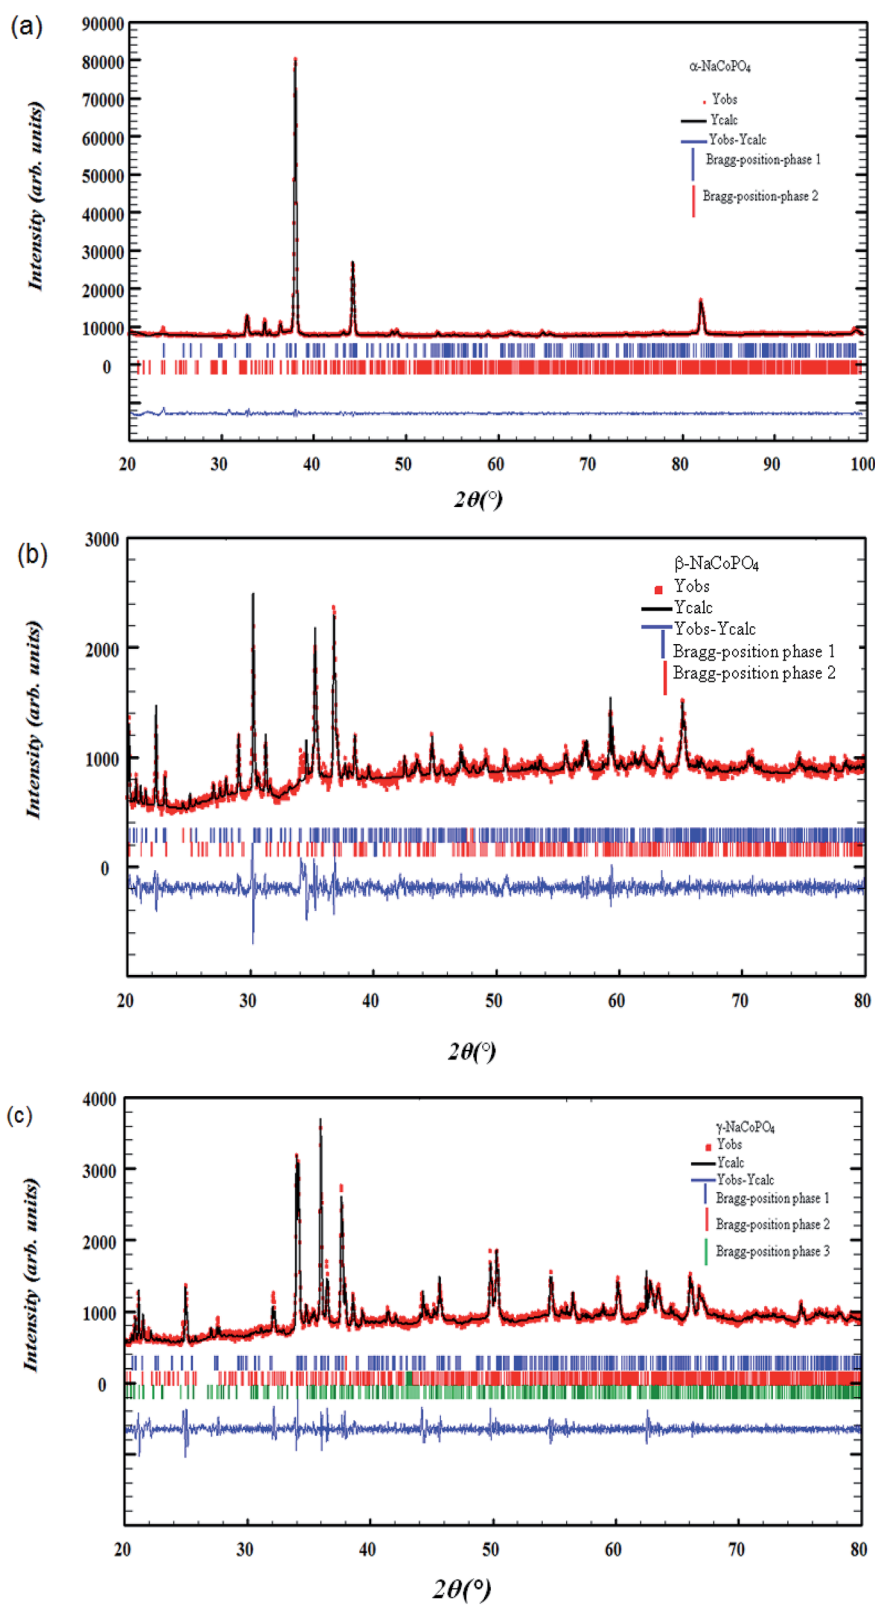 (a)
Intensity (arb. units)
90000
80000
70000
60000
50000
40000
30000
20000
10000
0
α-NaCoPO4
Yobs
Ycalc
Yobs-Ycalc
Bragg-position-phase 1
Bragg-position-phase 2
20 30 40 50 60 70 80 90 100
2θ(°)
(b)
Intensity (arb. units)
3000
2000
1000
0
β-NaCoPO4
Yobs
Ycalc
Yobs-Ycalc
Bragg-position phase 1
Bragg-position phase 2
20 30 40 50 60 70 80
2θ(°)
(c)
Intensity (arb. units)
4000
3000
2000
1000
0
γ-NaCoPO4
Yobs
Ycalc
Yobs-Ycalc
Bragg-position phase 1
Bragg-position phase 2
Bragg-position phase 3
20 30 40 50 60 70 80
2θ(°)